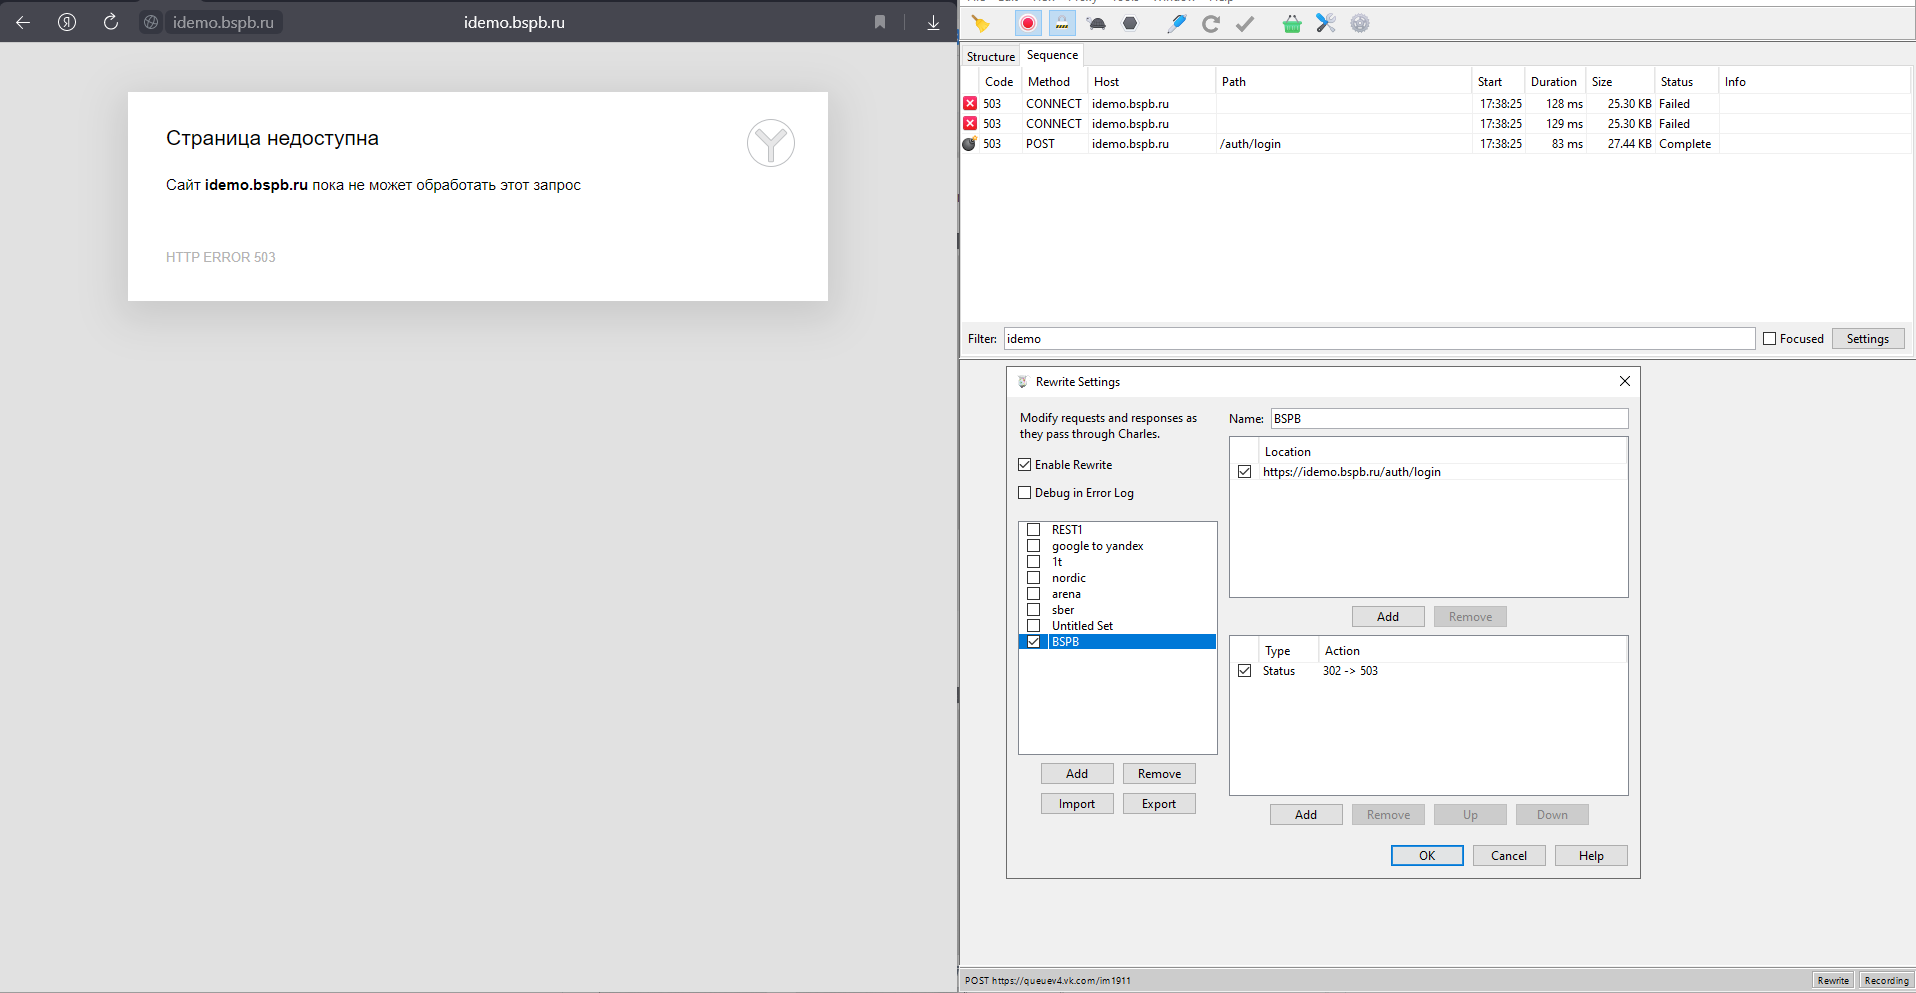 idemo.bspb.ru
idemo.bspb.ru
Страница недоступна
Сайт idemo.bspb.ru пока не может обработать этот запрос
HTTP ERROR 503
Structure Sequence
Code Method Host Path Start Duration Size Status Info
503 CONNECT idemo.bspb.ru 17:38:25 128 ms 25.30 KB Failed
503 CONNECT idemo.bspb.ru 17:38:25 129 ms 25.30 KB Failed
503 POST idemo.bspb.ru /auth/login 17:38:25 83 ms 27.44 KB Complete
Filter: idemo Focused Settings
Rewrite Settings
Modify requests and responses as
they pass through Charles.
Enable Rewrite
Debug in Error Log
REST1
google to yandex
1t
nordic
arena
sber
Untitled Set
BSPB
Add Remove
Import Export
Name: BSPB
Location
https://idemo.bspb.ru/auth/login
Add Remove
Type Action
Status 302 -> 503
Add Remove Up Down
OK Cancel Help
POST https://queuev4.vk.com/im1911
Rewrite Recording